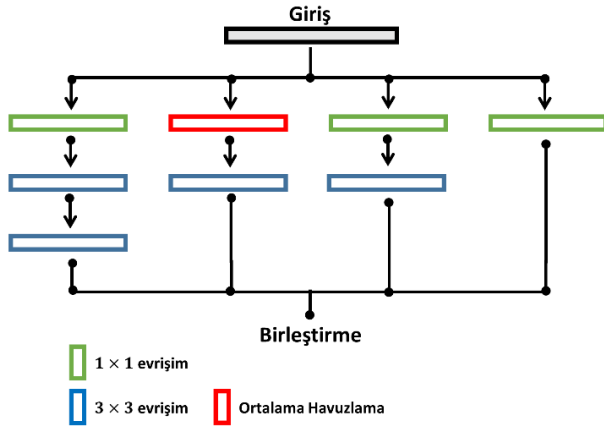 Giriş
Birleştirme
1 × 1 evrişim
3 × 3 evrişim
Ortalama Havuzlama